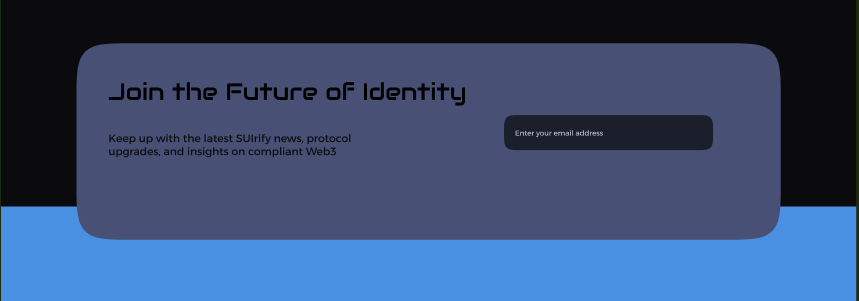 Join the Future of Identity
Keep up with the latest SUIrify news, protocol
upgrades, and insights on compliant Web3
Enter your email address